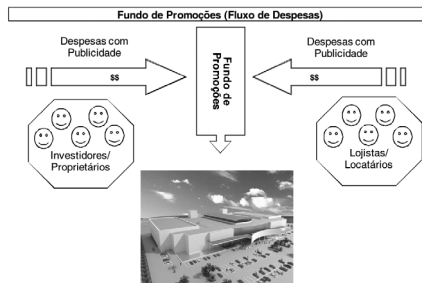 Fundo de Promoções (Fluxo de Despesas)
Despesas com
Publicidade
$$
Fundo de
Promoções
Despesas com
Publicidade
$$
Investidores/
Proprietários
Lojistas/
Locatários